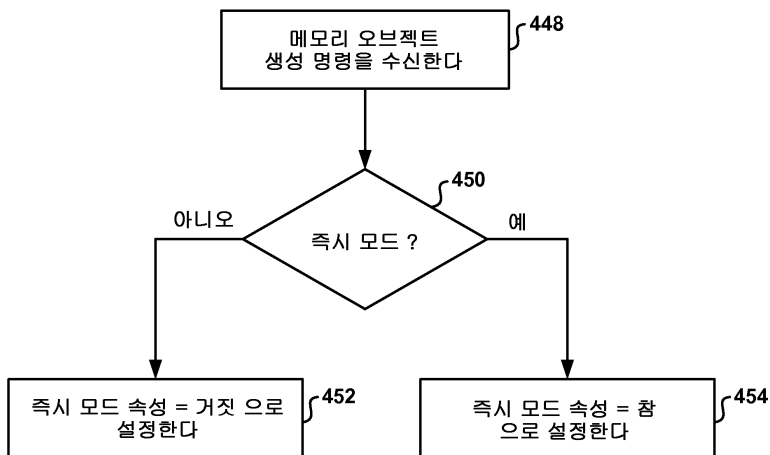 메모리 오브젝트
생성 명령을 수신한다
448
450
즉시 모드 ?
아니오
예
즉시 모드 속성 = 거짓 으로
설정한다
452
즉시 모드 속성 = 참
으로 설정한다
454